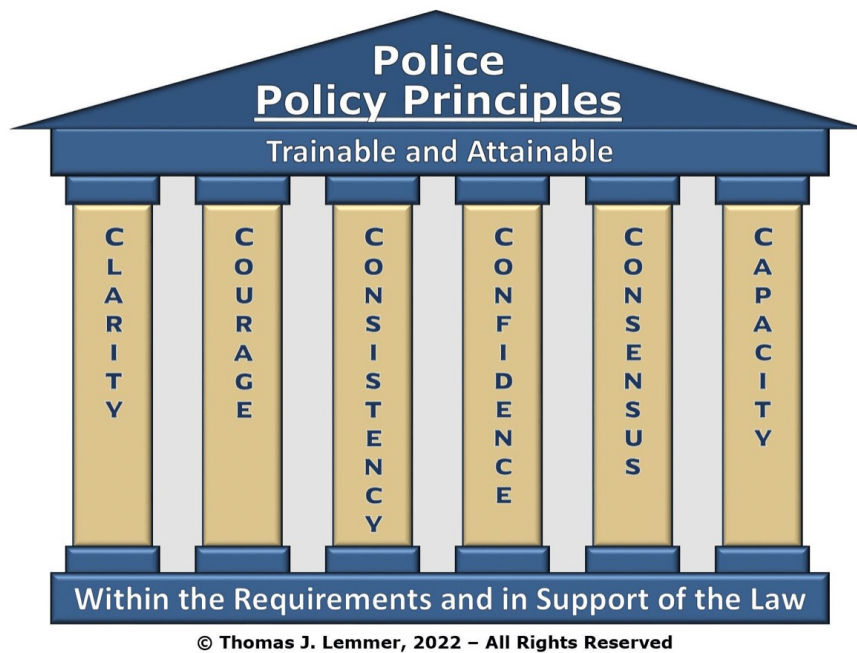 Police
Policy Principles
Trainable and Attainable
CLARITY
COURAGE
CONSISTENCY
CONFIDENCE
CONSENSUS
CAPACITY
Within the Requirements and in Support of the Law
© Thomas J. Lemmer, 2022 – All Rights Reserved